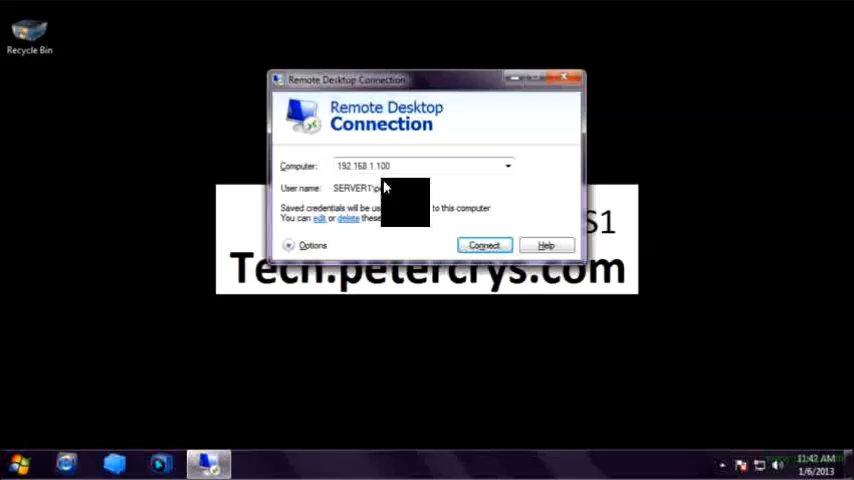 Recycle Bin
Remote Desktop Connection
Remote Desktop
Connection
Computer: 192.168.1.100
User name: SERVER1\
Saved credentials will be to this computer
You can edit or delete these
Options
Connect
Help
S1
Tech.petercrys.com
11:42 AM
1/6/2013